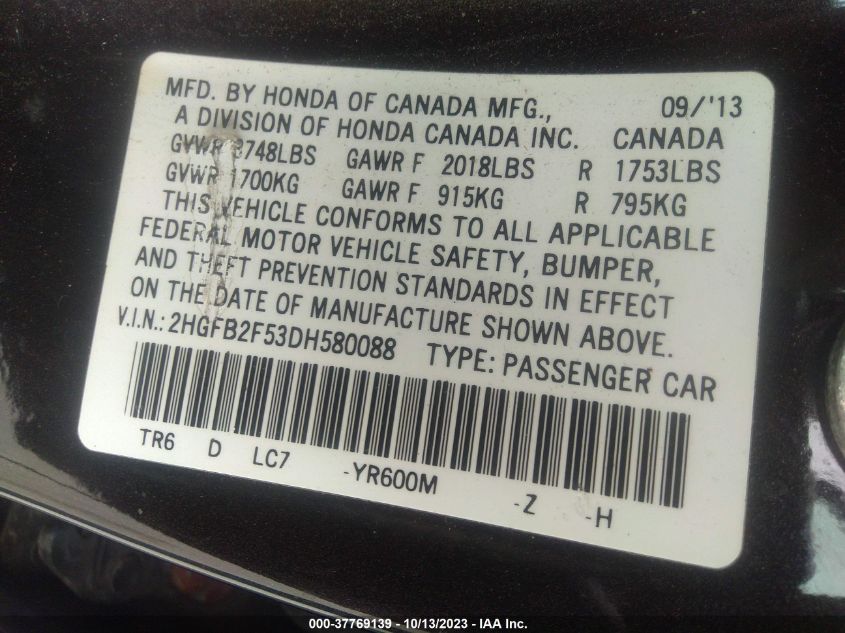 MFD. BY HONDA OF CANADA MFG., 09/'13
A DIVISION OF HONDA CANADA INC. CANADA
GVWR 3748LBS GAWR F 2018LBS R 1753LBS
GVWR 1700KG GAWR F 915KG R 795KG
THIS VEHICLE CONFORMS TO ALL APPLICABLE
FEDERAL MOTOR VEHICLE SAFETY, BUMPER,
AND THEFT PREVENTION STANDARDS IN EFFECT
ON THE DATE OF MANUFACTURE SHOWN ABOVE.
V.I.N.: 2HGFB2F53DH580088 TYPE: PASSENGER CAR
TR6 D LC7 -YR600M -Z -H
000-37769139 - 10/13/2023 - IAA Inc.